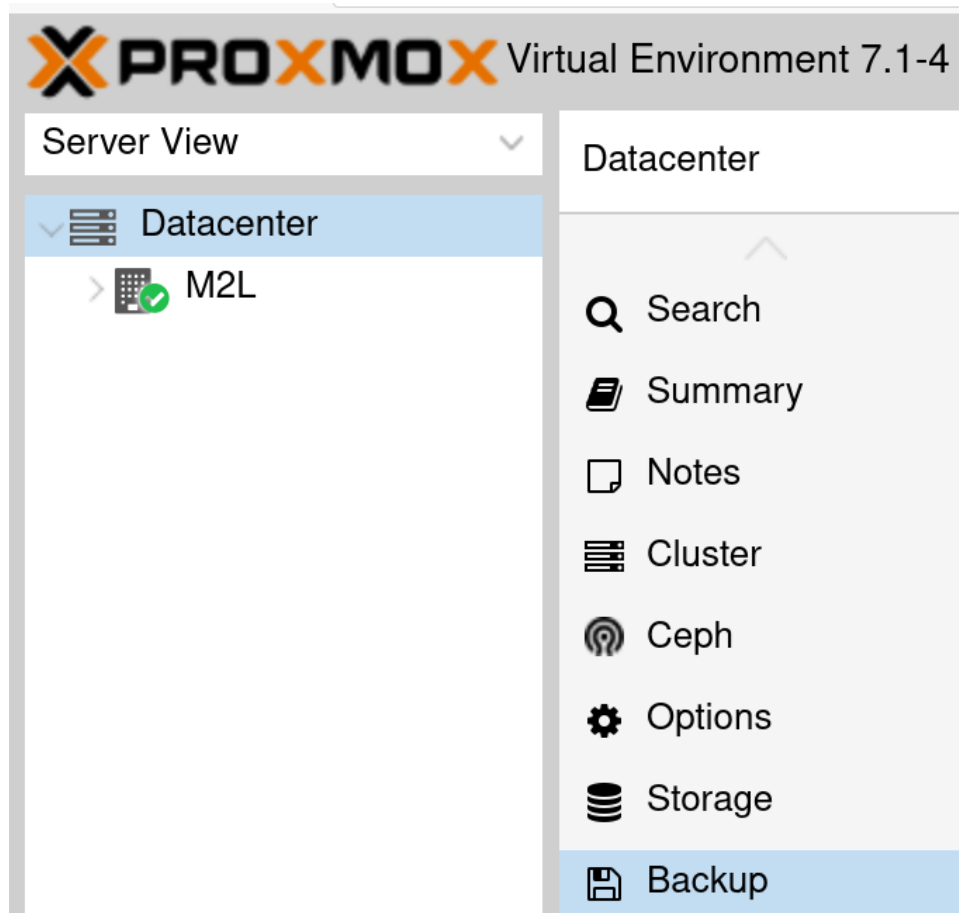 PROXMOX Virtual Environment 7.1-4
Server View
Datacenter
M2L
Datacenter
Search
Summary
Notes
Cluster
Ceph
Options
Storage
Backup